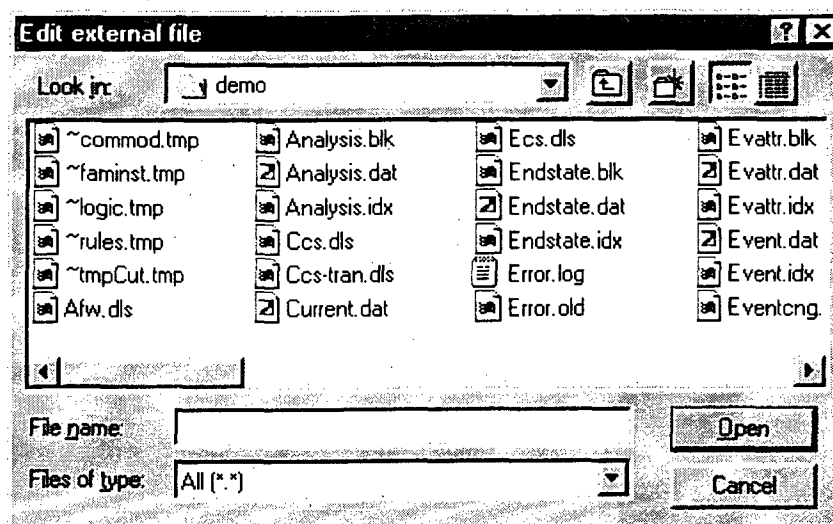 Edit external file
Look in: demo
~commod.tmp Analysis.blk Ecs.dls Evattr.blk
~faminst.tmp Analysis.dat Endstate.blk Evattr.dat
~logic.tmp Analysis.idx Endstate.dat Evattr.idx
~rules.tmp Ccs.dls Endstate.idx Event.dat
~tmpCut.tmp Ccs-tran.dls Error.log Event.idx
Afw.dls Current.dat Error.old Eventcng.
File name: Open
Files of type: All (*.*) Cancel